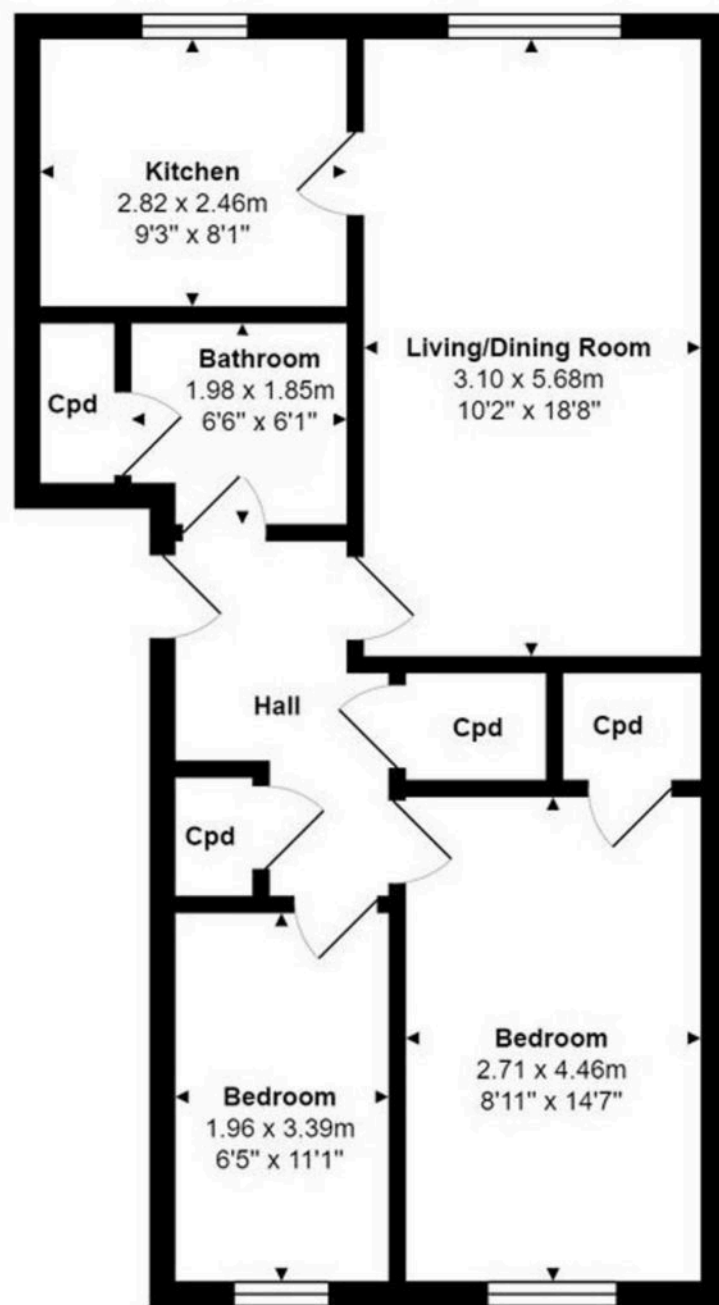 Kitchen
2.82 x 2.46m
9'3" x 8'1"
Living/Dining Room
3.10 x 5.68m
10'2" x 18'8"
Cpd
Bathroom
1.98 x 1.85m
6'6" x 6'1"
Hall
Cpd
Cpd
Cpd
Bedroom
1.96 x 3.39m
6'5" x 11'1"
Bedroom
2.71 x 4.46m
8'11" x 14'7"